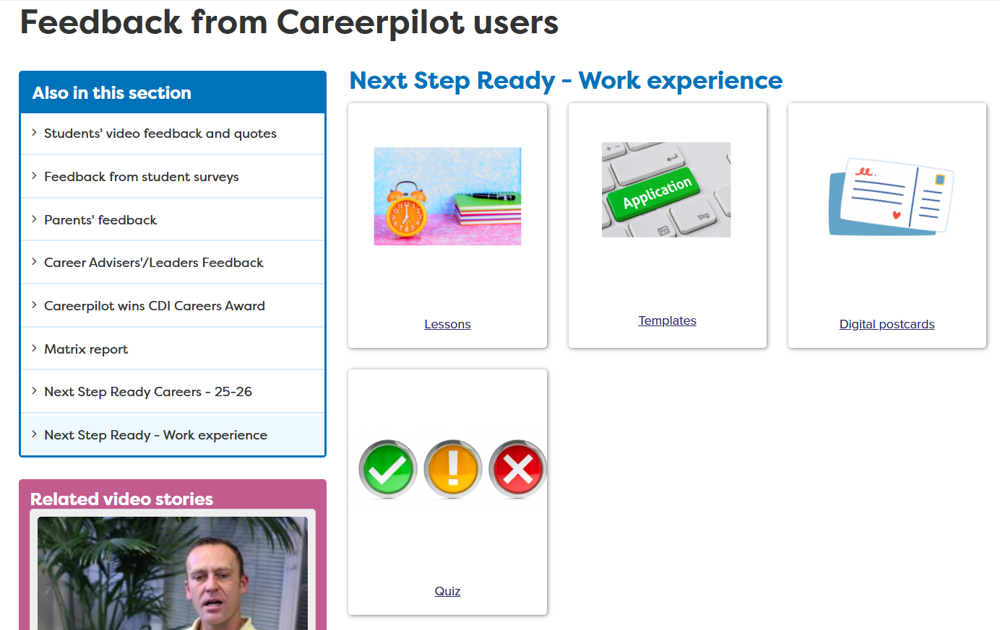 Feedback from Careerpilot users
Also in this section
Students' video feedback and quotes
Feedback from student surveys
Parents' feedback
Career Advisers'/Leaders Feedback
Careerpilot wins CDI Careers Award
Matrix report
Next Step Ready Careers - 25-26
Next Step Ready - Work experience
Related video stories
Next Step Ready - Work experience
Lessons
Application
Strg
Fn
Templates
Digital postcards
Quiz